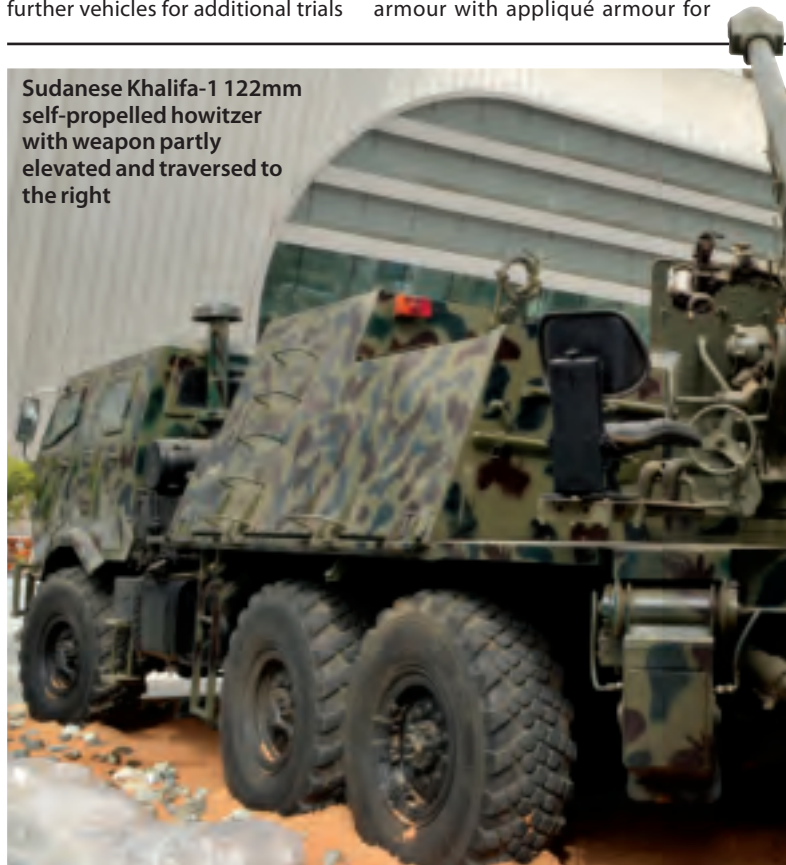 further vehicles for additional trials
armour with appliqué armour for
Sudanese Khalifa-1 122mm
self-propelled howitzer
with weapon partly
elevated and traversed to
the right